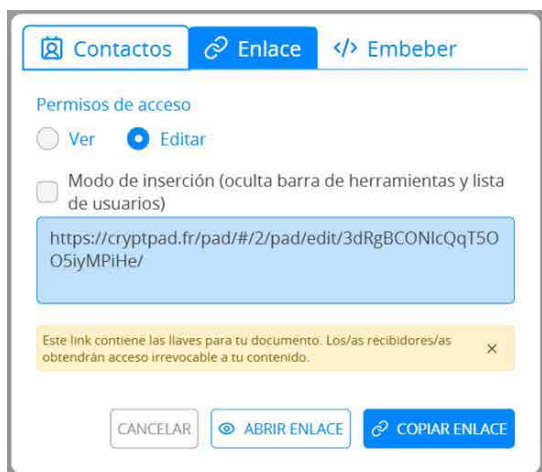 Contactos
Enlace
</> Embeber
Permisos de acceso
Ver
Editar
Modo de inserción (oculta barra de herramientas y lista
de usuarios)
https://cryptpad.fr/pad/#/2/pad/edit/3dRgBCONIcQqT5O
O5iyMPiHe/
Este link contiene las llaves para tu documento. Los/as recibidores/as
obtendrán acceso irrevocable a tu contenido.
CANCELAR
ABRIR ENLACE
COPIAR ENLACE